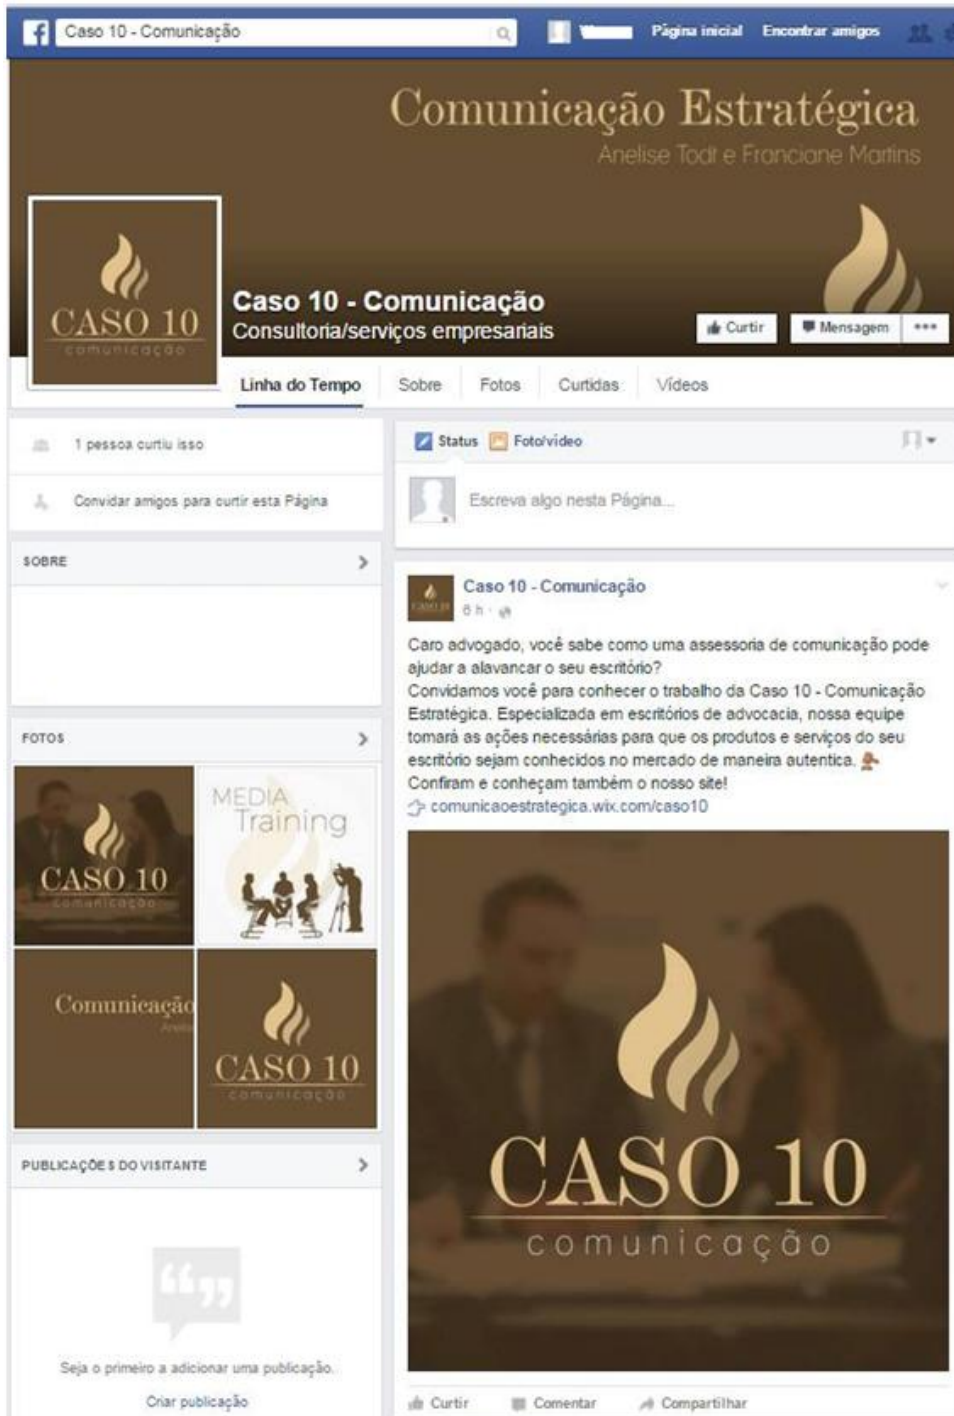 Caso 10 - Comunicação
Página inicial
Encontrar amigos
Comunicação Estratégica
Anelise Todt e Franciane Martins
CASO 10
comunicação
Caso 10 - Comunicação
Consultoria/serviços empresariais
Curtir
Mensagem
Linha do Tempo
Sobre
Fotos
Curtidas
Vídeos
1 pessoa curtiu isso
Convidar amigos para curtir esta Página
SOBRE
FOTOS
CASO 10
comunicação
MEDIA
Training
Comunicação
CASO 10
comunicação
PUBLICAÇÕES DO VISITANTE
Seja o primeiro a adicionar uma publicação.
Criar publicação
Status
Foto/vídeo
Escreva algo nesta Página...
CASO 10
Caso 10 - Comunicação
6 h
Caro advogado, você sabe como uma assessoria de comunicação pode
ajudar a alavancar o seu escritório?
Convidamos você para conhecer o trabalho da Caso 10 - Comunicação
Estratégica. Especializada em escritórios de advocacia, nossa equipe
tomará as ações necessárias para que os produtos e serviços do seu
escritório sejam conhecidos no mercado de maneira autentica.
Confiram e conheçam também o nosso site!
comunicaoestrategica.wix.com/caso10
CASO 10
comunicação
Curtir
Comentar
Compartilhar